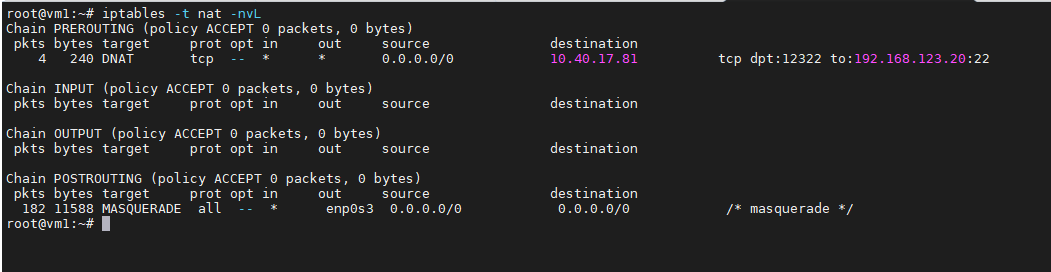 root@vm1:~# iptables -t nat -nvL
Chain PREROUTING (policy ACCEPT 0 packets, 0 bytes)
 pkts bytes target     prot opt in     out     source               destination
    4   240 DNAT       tcp  --  *      *       0.0.0.0/0            10.40.17.81          tcp dpt:12322 to:192.168.123.20:22

Chain INPUT (policy ACCEPT 0 packets, 0 bytes)
 pkts bytes target     prot opt in     out     source               destination

Chain OUTPUT (policy ACCEPT 0 packets, 0 bytes)
 pkts bytes target     prot opt in     out     source               destination

Chain POSTROUTING (policy ACCEPT 0 packets, 0 bytes)
 pkts bytes target     prot opt in     out     source               destination
  182 11588 MASQUERADE  all  --  *      enp0s3  0.0.0.0/0            0.0.0.0/0            /* masquerade */
root@vm1:~#